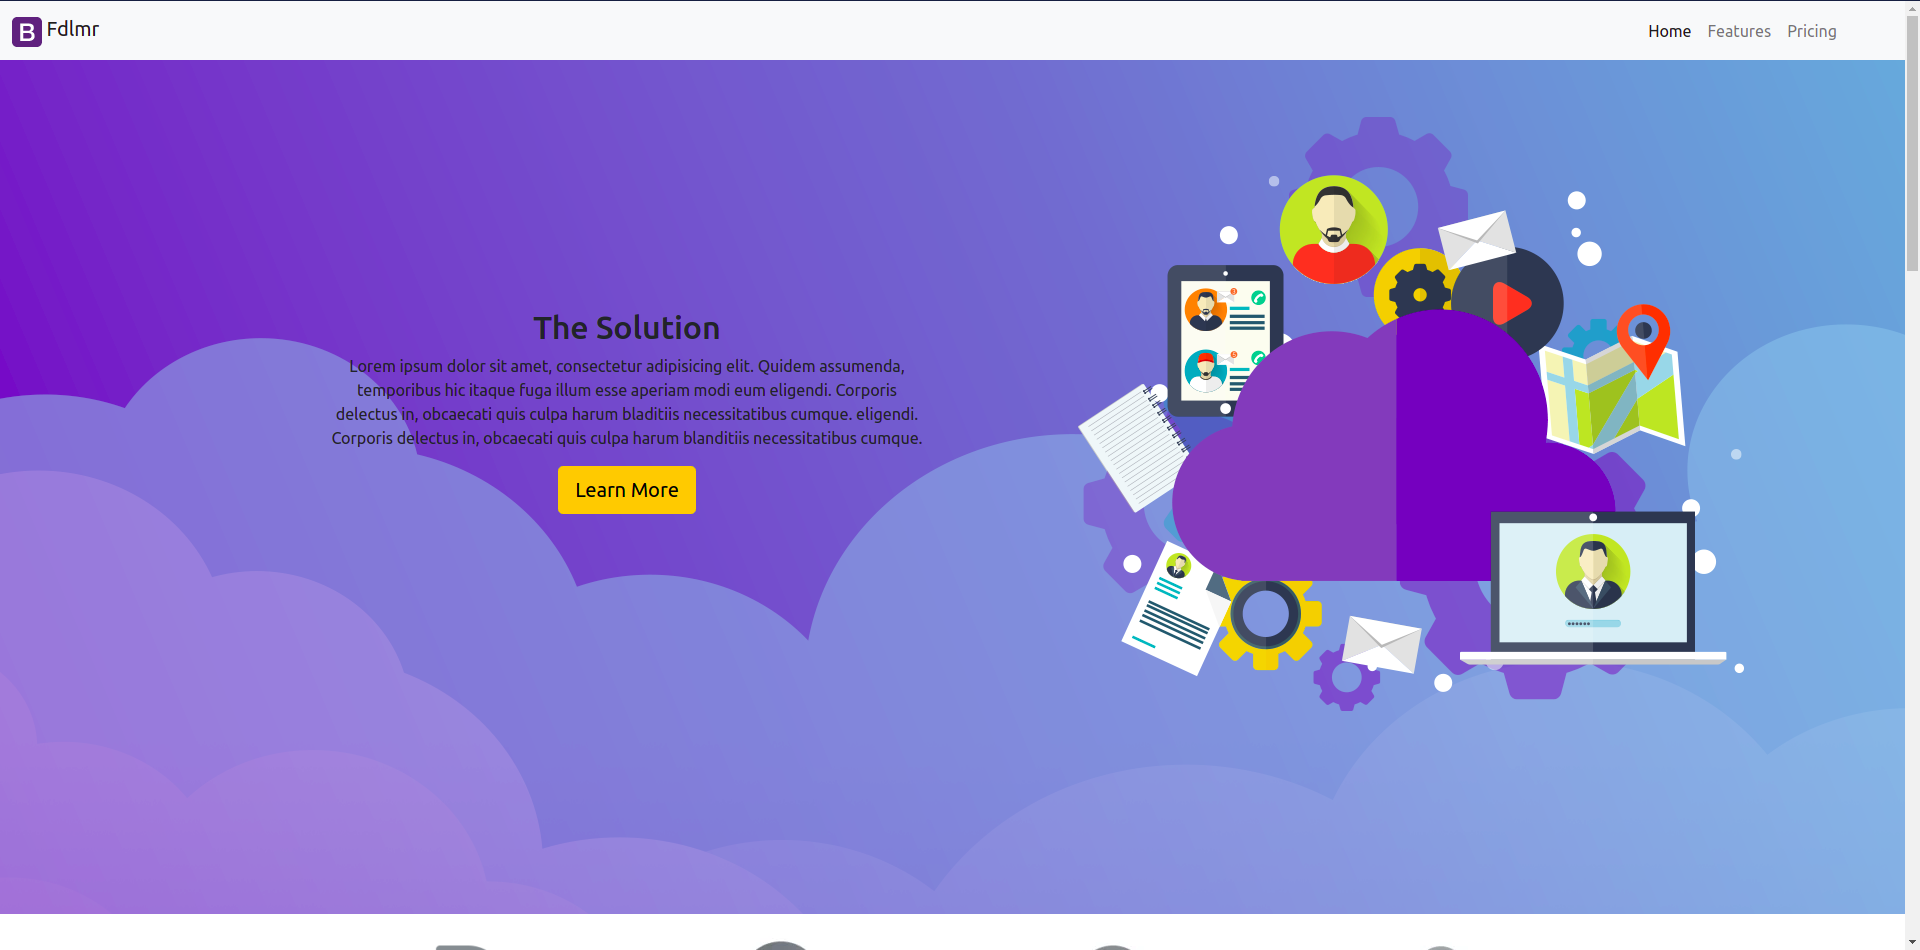 B Fdlmr
Home Features Pricing
The Solution
Lorem ipsum dolor sit amet, consectetur adipisicing elit. Quidem assumenda,
temporibus hic itaque fuga illum esse aperiam modi eum eligendi. Corporis
delectus in, obcaecati quis culpa harum bladitiis necessitatibus cumque. eligendi.
Corporis delectus in, obcaecati quis culpa harum blanditiis necessitatibus cumque.
Learn More